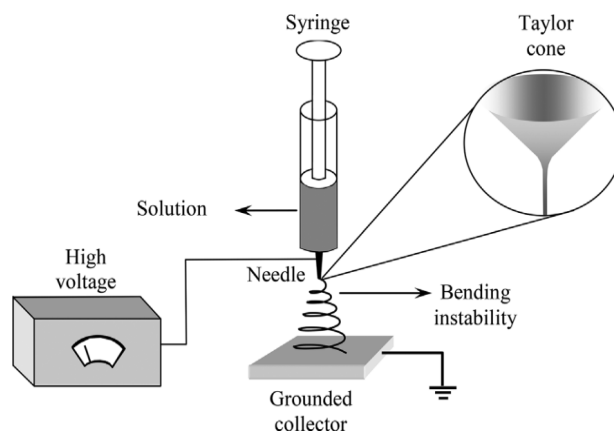 Syringe
Taylor
cone
Solution
High
voltage
Needle
Bending
instability
Grounded
collector